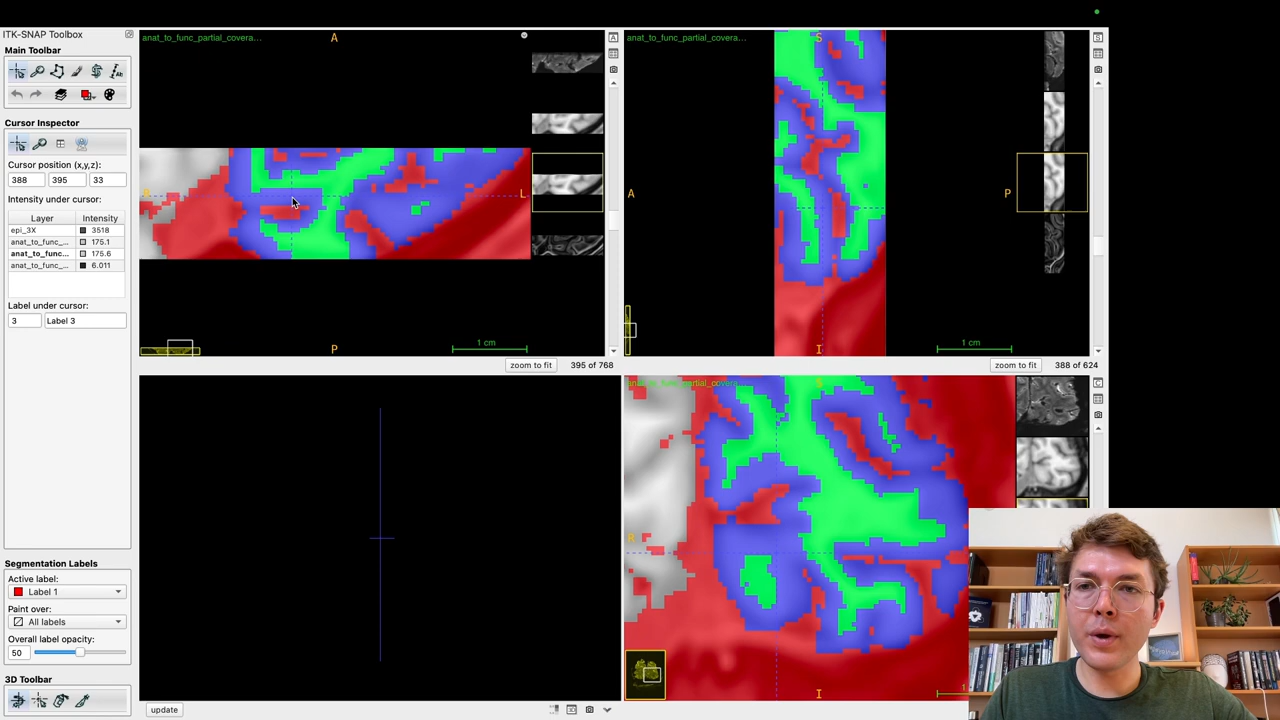 ITK-SNAP Toolbox
Main Toolbar
Cursor Inspector
Cursor position (x,y,z):
388 395 33
Intensity under cursor:
Layer Intensity
epi_3X 3518
anat_to_func_... 175.1
anat_to_func... 175.6
anat_to_func_... 6.011
Label under cursor:
3 Label 3
Segmentation Labels
Active label:
Label 1
Paint over:
All labels
Overall label opacity:
50
3D Toolbar
anat_to_func_partial_covera...
A
R
L
P
1 cm
A
zoom to fit
395 of 768
anat_to_func_partial_covera...
S
A
P
I
1 cm
S
zoom to fit
388 of 624
update
3D
S
R
I
1
C